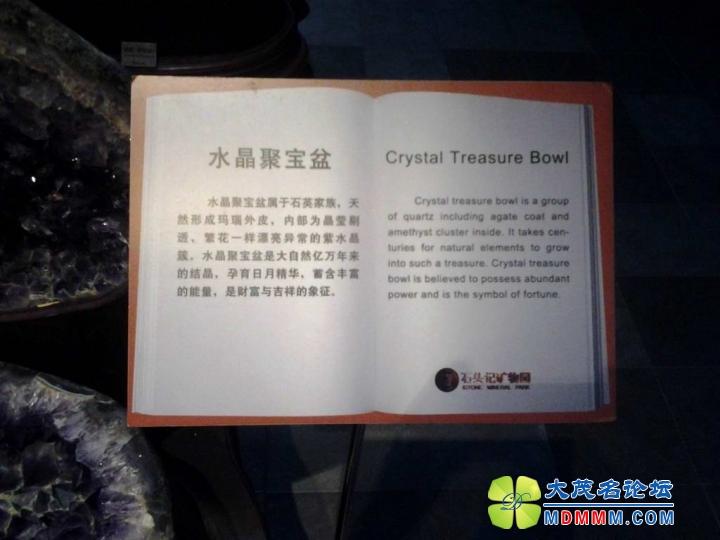 水晶聚宝盆
水晶聚宝盆属于石英家族，天
然形成玛瑙外皮，内部为晶莹剔
透、繁花一样漂亮异常的紫水晶
簇。水晶聚宝盆是大自然亿万年来
的结晶，孕育日月精华，蓄含丰富
的能量，是财富与吉祥的象征。
Crystal Treasure Bowl
Crystal treasure bowl is a group
of quartz including agate coat and
amethyst cluster inside. It takes cen-
turies for natural elements to grow
into such a treasure. Crystal treasure
bowl is believed to possess abundant
power and is the symbol of fortune.
石头记矿物园
ISTONE MINERAL PARK
大茂名论坛
MDMMM.COM